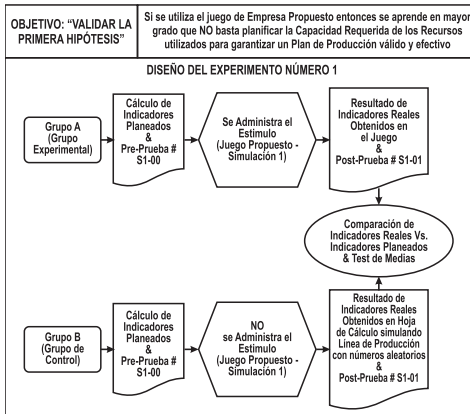 OBJETIVO: “VALIDAR LA
PRIMERA HIPÓTESIS”
Si se utiliza el juego de Empresa Propuesto entonces se aprende en mayor
grado que NO basta planificar la Capacidad Requerida de los Recursos
utilizados para garantizar un Plan de Producción válido y efectivo
DISEÑO DEL EXPERIMENTO NÚMERO 1
Grupo A
(Grupo
Experimental)
Cálculo de
Indicadores
Planeados
&
Pre-Prueba #
S1-00
Se Administra el
Estimulo
(Juego Propuesto -
Simulación 1)
Resultado de
Indicadores Reales
Obtenidos en
el Juego
&
Post-Prueba # S1-01
Comparación de
Indicadores Reales Vs.
Indicadores Planeados
& Test de Medias
Grupo B
(Grupo de
Control)
Cálculo de
Indicadores
Planeados
&
Pre-Prueba #
S1-00
NO
se Administra el
Estimulo
(Juego Propuesto -
Simulación 1)
Resultado de
Indicadores Reales
Obtenidos en Hoja
de Cálculo simulando
Línea de Producción
con números aleatorios
&
Post-Prueba # S1-01